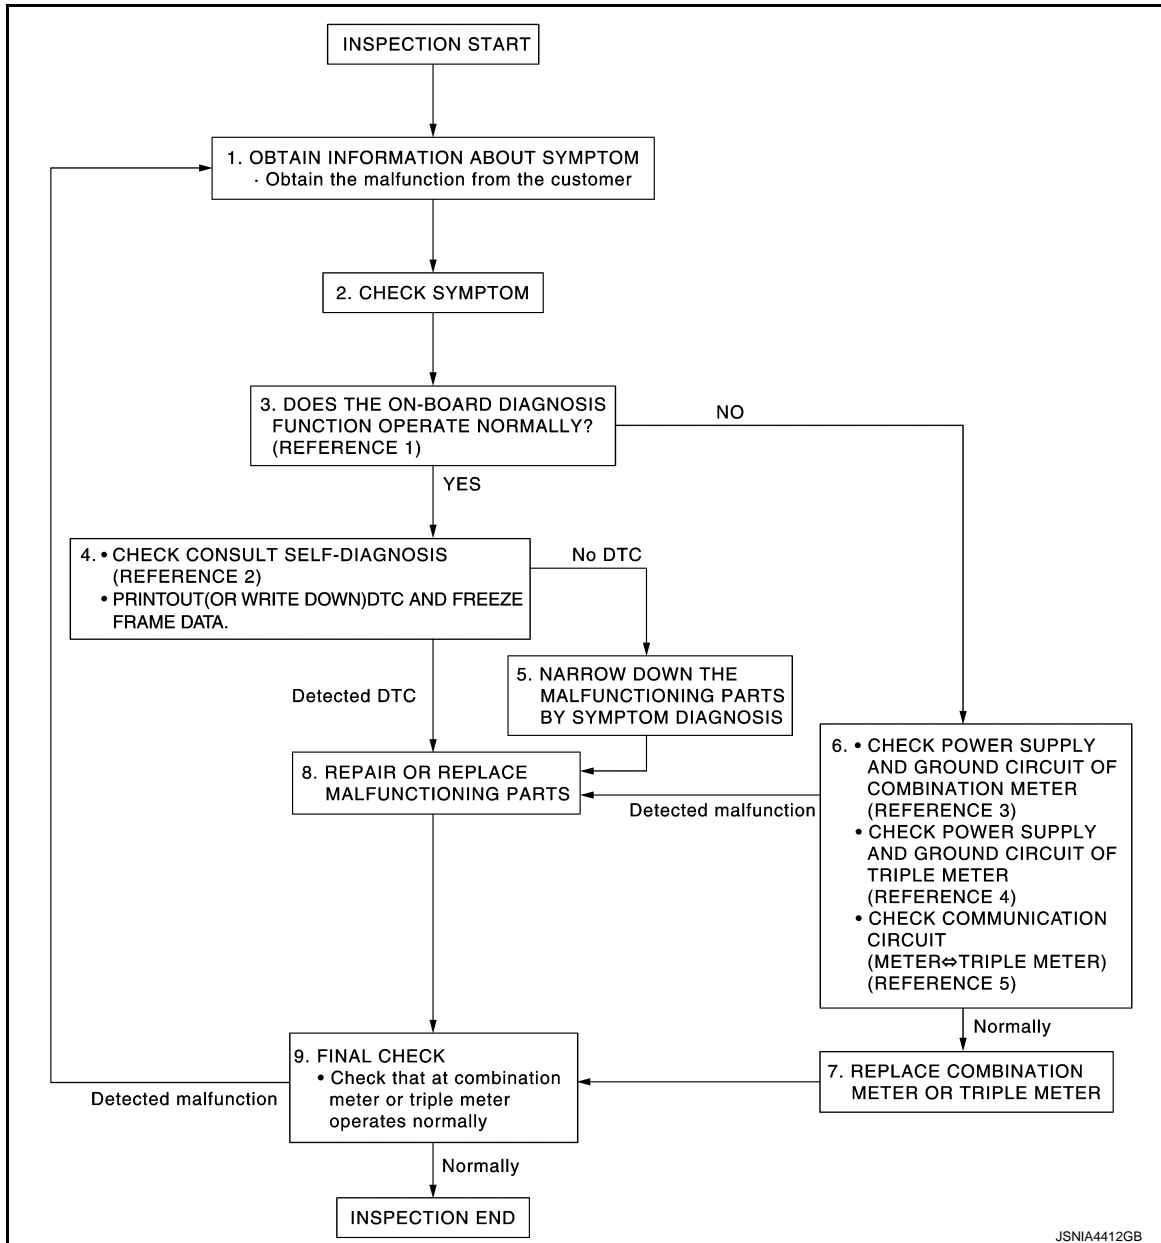 INSPECTION START
1. OBTAIN INFORMATION ABOUT SYMPTOM
· Obtain the malfunction from the customer
2. CHECK SYMPTOM
3. DOES THE ON-BOARD DIAGNOSIS
FUNCTION OPERATE NORMALLY?
(REFERENCE 1)
NO
YES
4. • CHECK CONSULT SELF-DIAGNOSIS
(REFERENCE 2)
• PRINTOUT(OR WRITE DOWN)DTC AND FREEZE
FRAME DATA.
No DTC
Detected DTC
5. NARROW DOWN THE
MALFUNCTIONING PARTS
BY SYMPTOM DIAGNOSIS
6. • CHECK POWER SUPPLY
AND GROUND CIRCUIT OF
COMBINATION METER
(REFERENCE 3)
• CHECK POWER SUPPLY
AND GROUND CIRCUIT OF
TRIPLE METER
(REFERENCE 4)
• CHECK COMMUNICATION
CIRCUIT
(METER⇔TRIPLE METER)
(REFERENCE 5)
8. REPAIR OR REPLACE
MALFUNCTIONING PARTS
Detected malfunction
Normally
7. REPLACE COMBINATION
METER OR TRIPLE METER
9. FINAL CHECK
• Check that at combination
meter or triple meter
operates normally
Detected malfunction
Normally
INSPECTION END
JSNIA4412GB